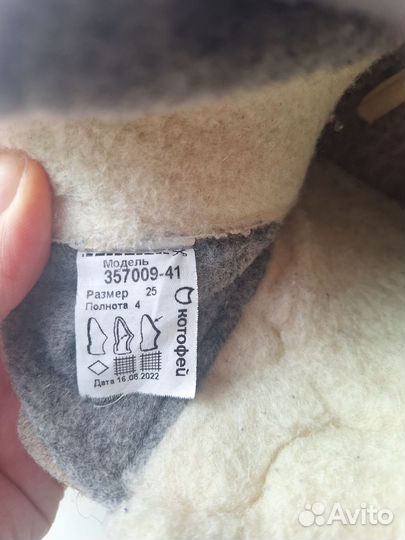 Модель
357009-41
Размер 25
Полнота 4
котофей
Дата 16.06.2022
Avito